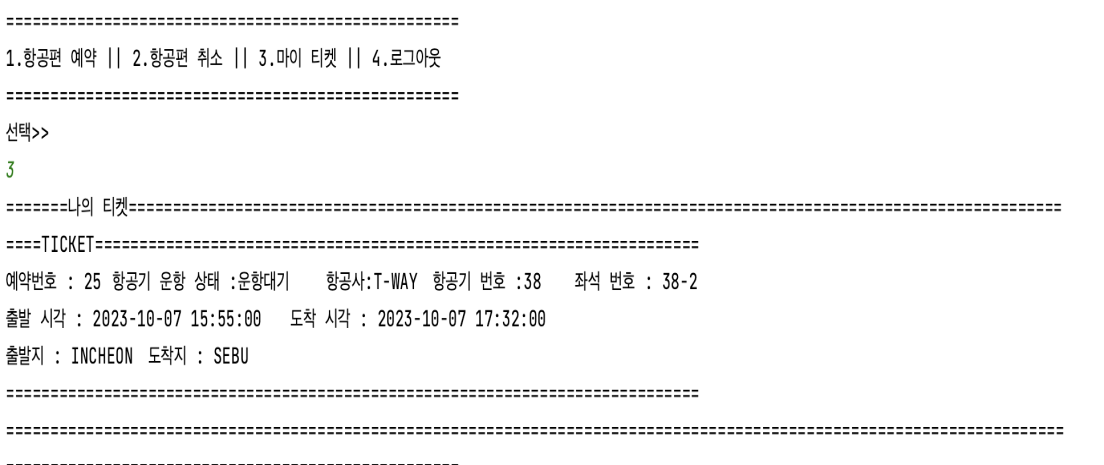 ===================================================
1.항공편 예약 || 2.항공편 취소 || 3.마이 티켓 || 4.로그아웃
===================================================
선택>>
3
=======나의 티켓=========================================================================================================
====TICKET====================================================================
예약번호 : 25 항공기 운항 상태 :운항대기    항공사:T-WAY  항공기 번호 :38    좌석 번호 : 38-2
출발 시각 : 2023-10-07 15:55:00   도착 시각 : 2023-10-07 17:32:00
출발지 : INCHEON  도착지 : SEBU
==============================================================================
=======================================================================================================================
===================================================